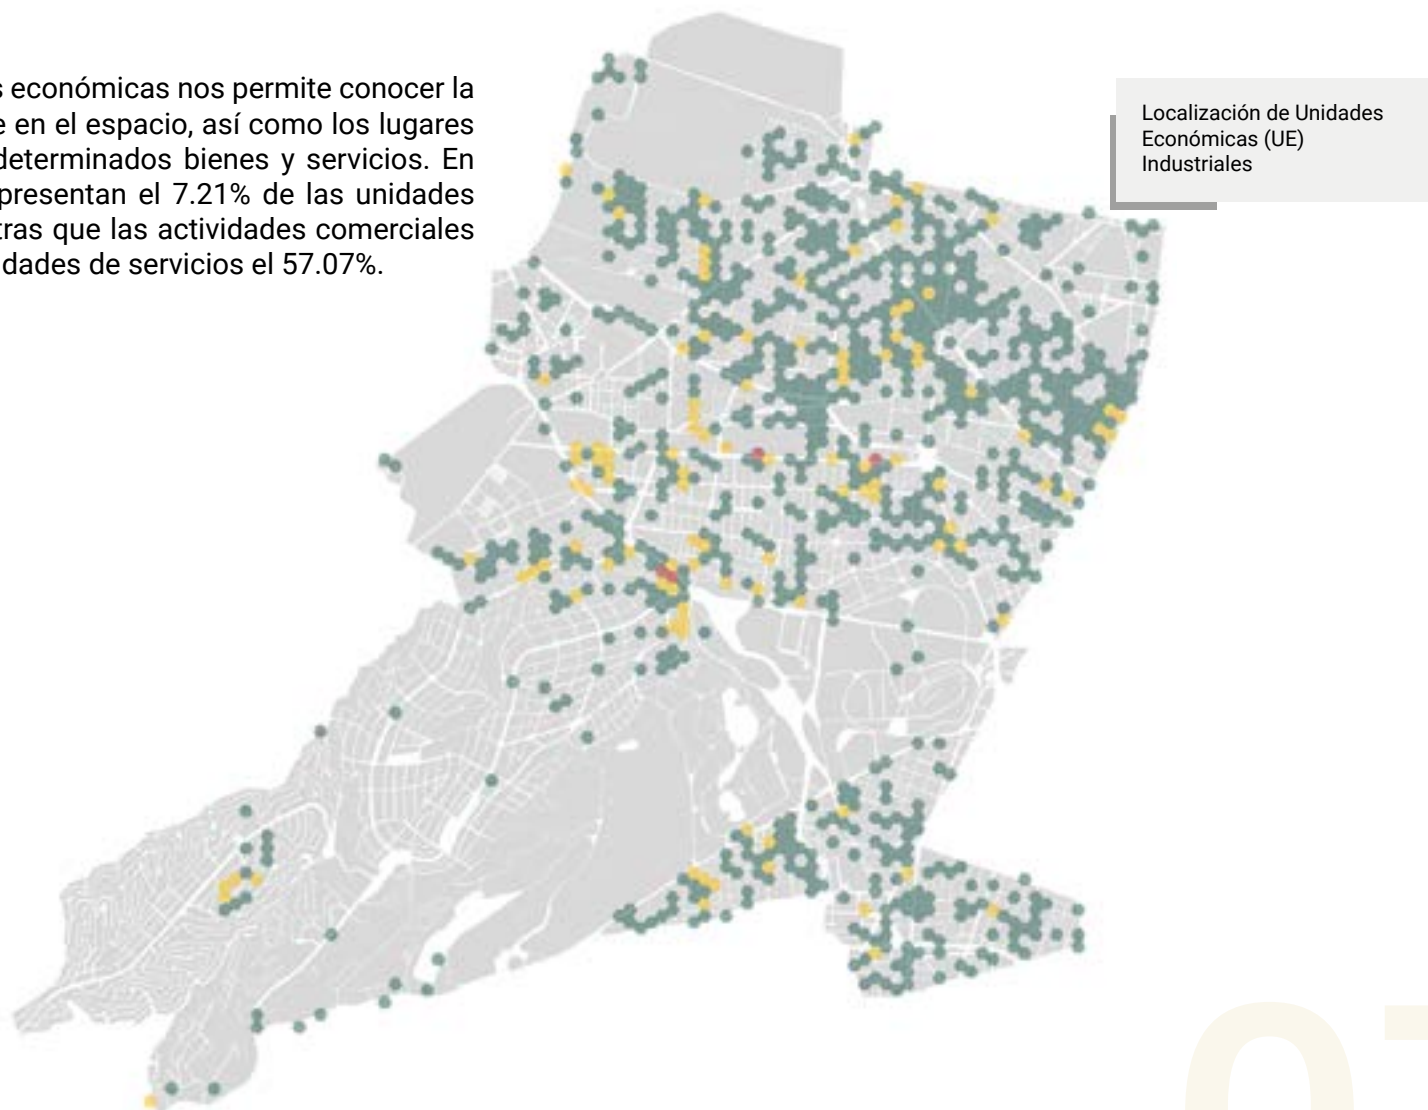 s económicas nos permite conocer la
e en el espacio, así como los lugares
determinados bienes y servicios. En
presentan el 7.21% de las unidades
tras que las actividades comerciales
dades de servicios el 57.07%.
Localización de Unidades
Económicas (UE)
Industriales